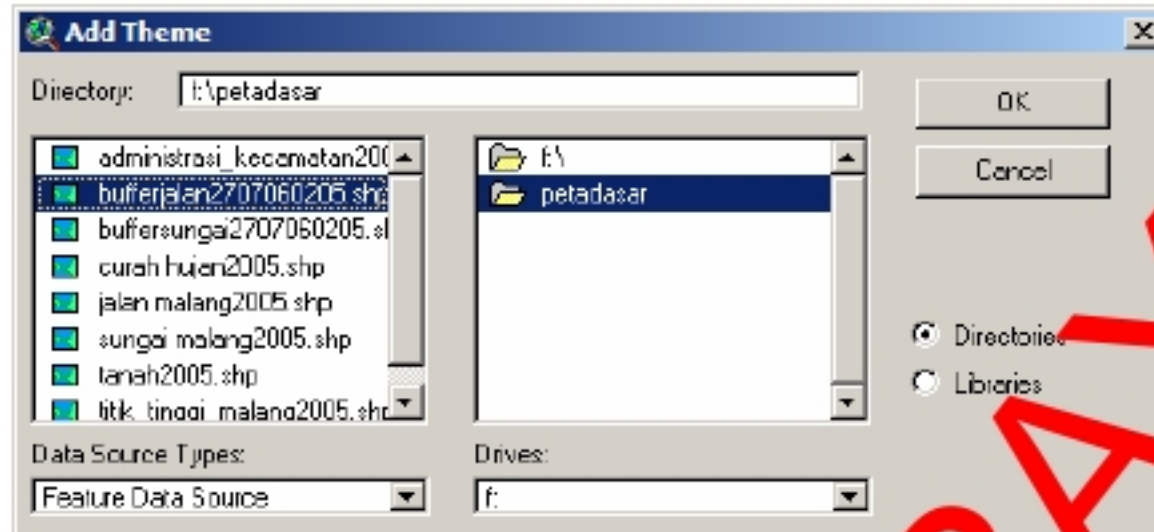 Add Theme
Directory: f:\petadasar
OK
Cancel
administrasi_kecamatan200
bufferjalan2707060205.shp
buffersungai2707060205.sl
curah hujan2005.shp
jalan malang2005.shp
sungai malang2005.shp
tanah2005.shp
titik_tinggi_malang2005.shp
f:\
petadasar
Directories
Libraries
Data Source Types:
Feature Data Source
Drives:
f: